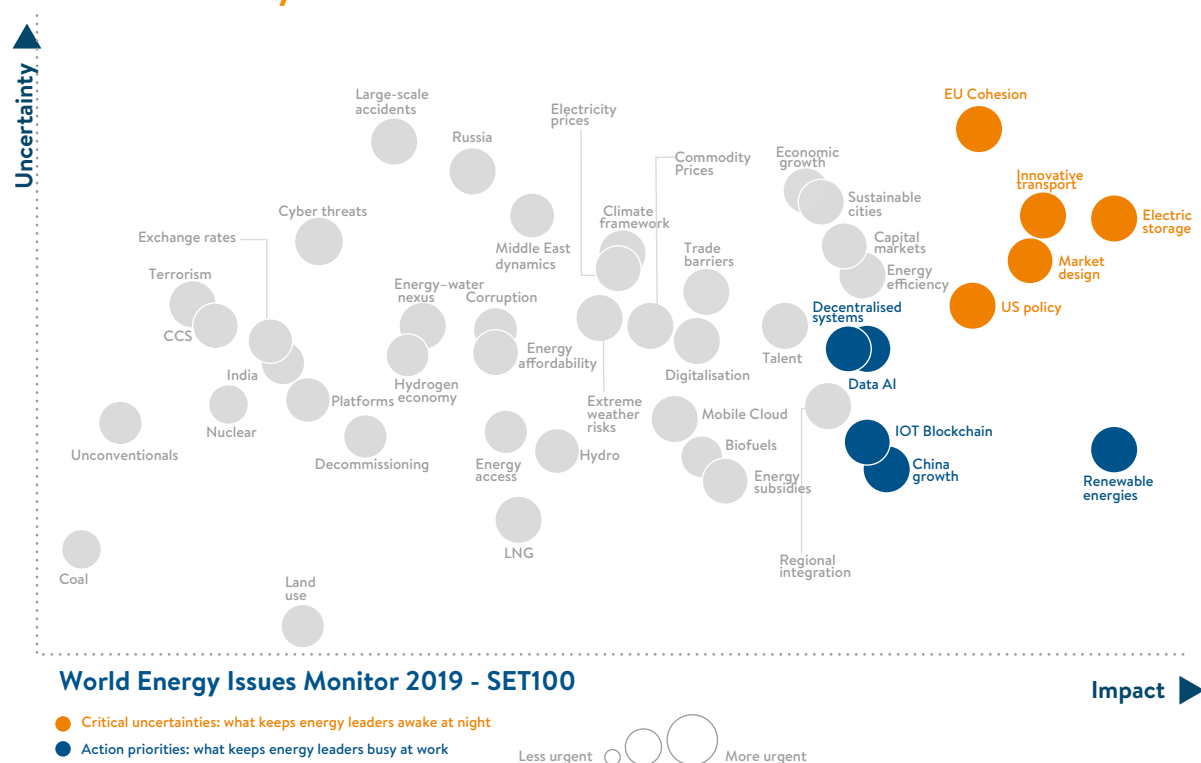 Uncertainty
Large-scale
accidents
Electricity
prices
EU Cohesion
Russia
Commodity
Prices
Economic
growth
Innovative
transport
Sustainable
cities
Cyber threats
Climate
framework
Electric
storage
Exchange rates
Middle East
dynamics
Trade
barriers
Capital
markets
Market
design
Terrorism
Energy–water
nexus
Corruption
Energy
efficiency
Decentralised
systems
US policy
CCS
Energy
affordability
Talent
India
Hydrogen
economy
Digitalisation
Data AI
Platforms
Extreme
weather
risks
Mobile Cloud
Nuclear
IOT Blockchain
Unconventionals
Decommissioning
Energy
access
Hydro
Biofuels
Energy
subsidies
China
growth
Renewable
energies
LNG
Regional
integration
Coal
Land
use
World Energy Issues Monitor 2019 - SET100
Impact
Critical uncertainties: what keeps energy leaders awake at night
Action priorities: what keeps energy leaders busy at work
Less urgent
More urgent